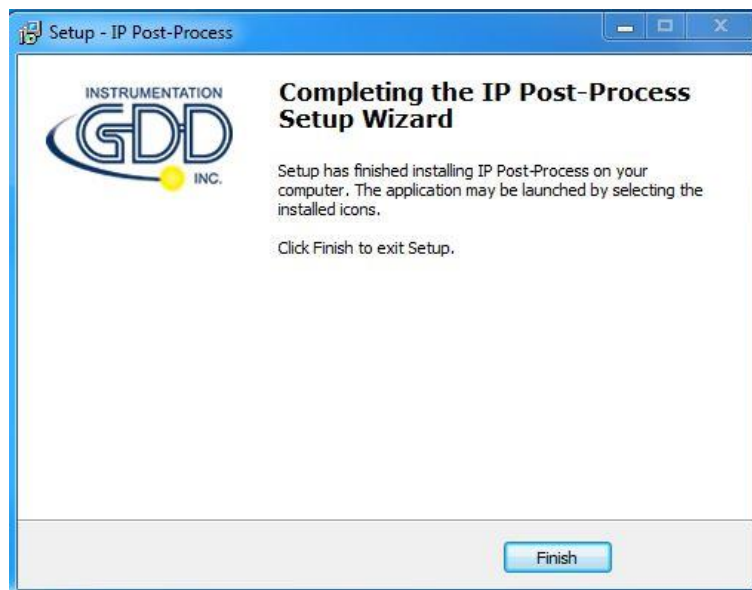 Setup - IP Post-Process
INSTRUMENTATION
GDD
INC.
Completing the IP Post-Process
Setup Wizard
Setup has finished installing IP Post-Process on your
computer. The application may be launched by selecting the
installed icons.
Click Finish to exit Setup.
Finish